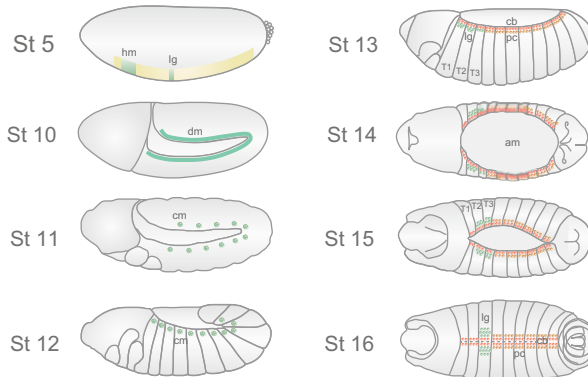 St 5
hm
lg
St 10
dm
St 11
cm
St 12
cm
St 13
cb
lg
pc
T1 T2 T3
St 14
am
St 15
T1 T2 T3
St 16
lg
cb
pc